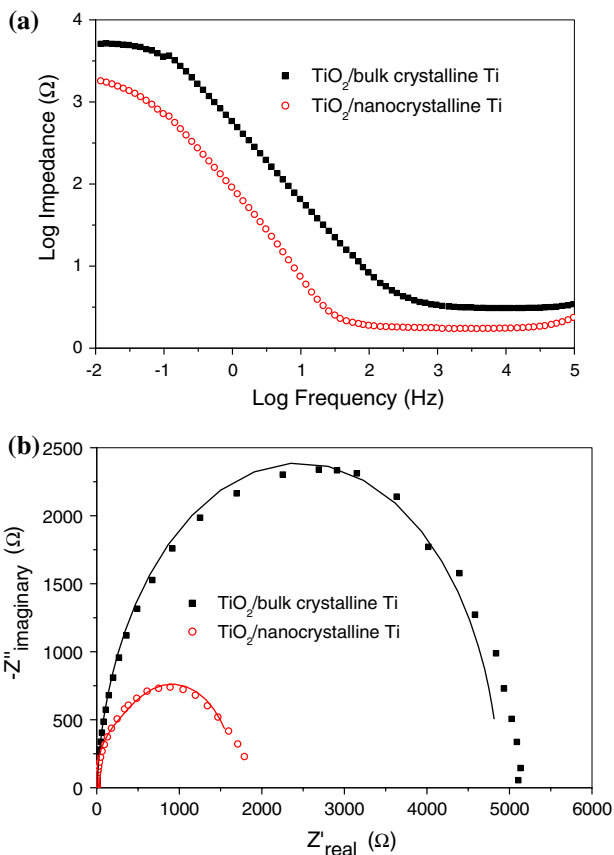 (a)
4
3
2
1
0
Log Impedance (Ω)
TiO2/bulk crystalline Ti
TiO2/nanocrystalline Ti
-2 -1 0 1 2 3 4 5
Log Frequency (Hz)
(b)
2500
2000
1500
1000
500
0
-Z''imaginary (Ω)
TiO2/bulk crystalline Ti
TiO2/nanocrystalline Ti
0 1000 2000 3000 4000 5000 6000
Z'real (Ω)